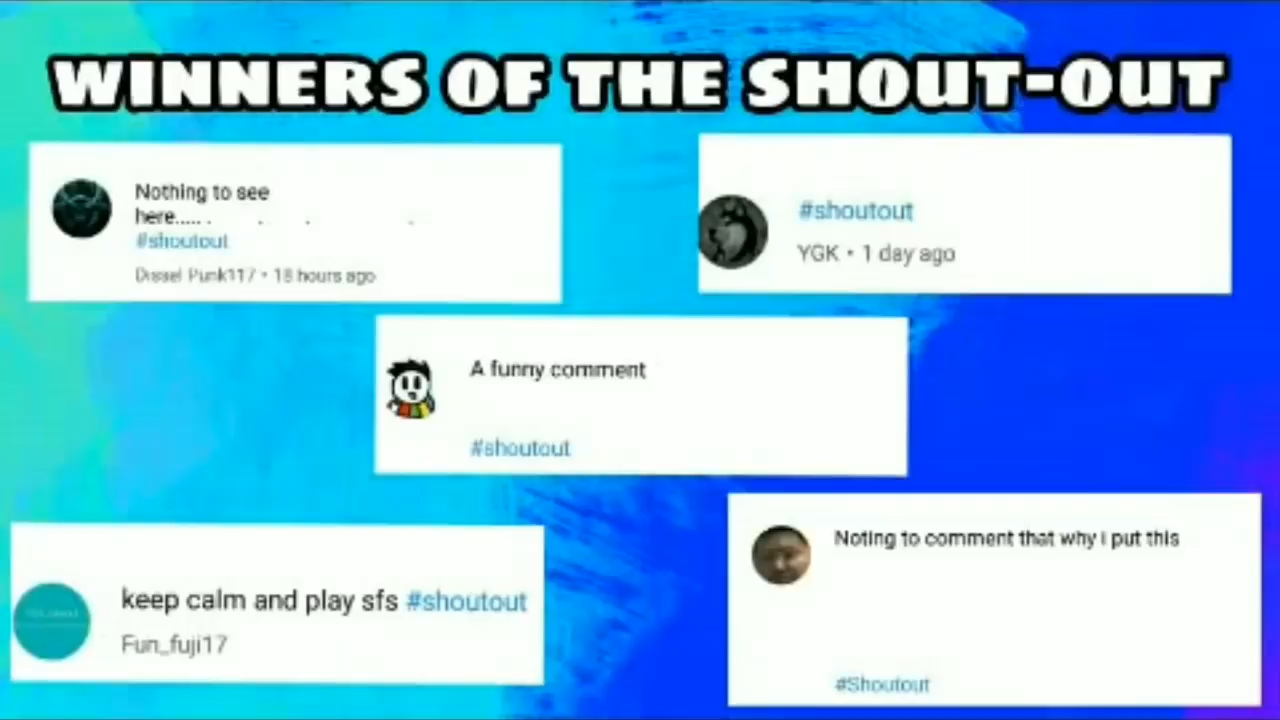 WINNERS OF THE SHOUT-OUT
Nothing to see
here..... . . . .
#shoutout
Dissel Punk117 • 18 hours ago
#shoutout
YGK • 1 day ago
A funny comment
#shoutout
keep calm and play sfs #shoutout
Fun_fuji17
Noting to comment that why i put this
#Shoutout